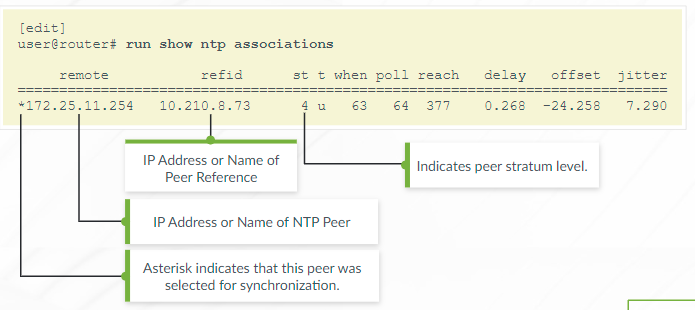 [edit]
user@router# run show ntp associations
remote refid st t when poll reach delay offset jitter
==============================================================================
*172.25.11.254 10.210.8.73 4 u 63 64 377 0.268 -24.258 7.290
IP Address or Name of
Peer Reference
Indicates peer stratum level.
IP Address or Name of NTP Peer
Asterisk indicates that this peer was
selected for synchronization.